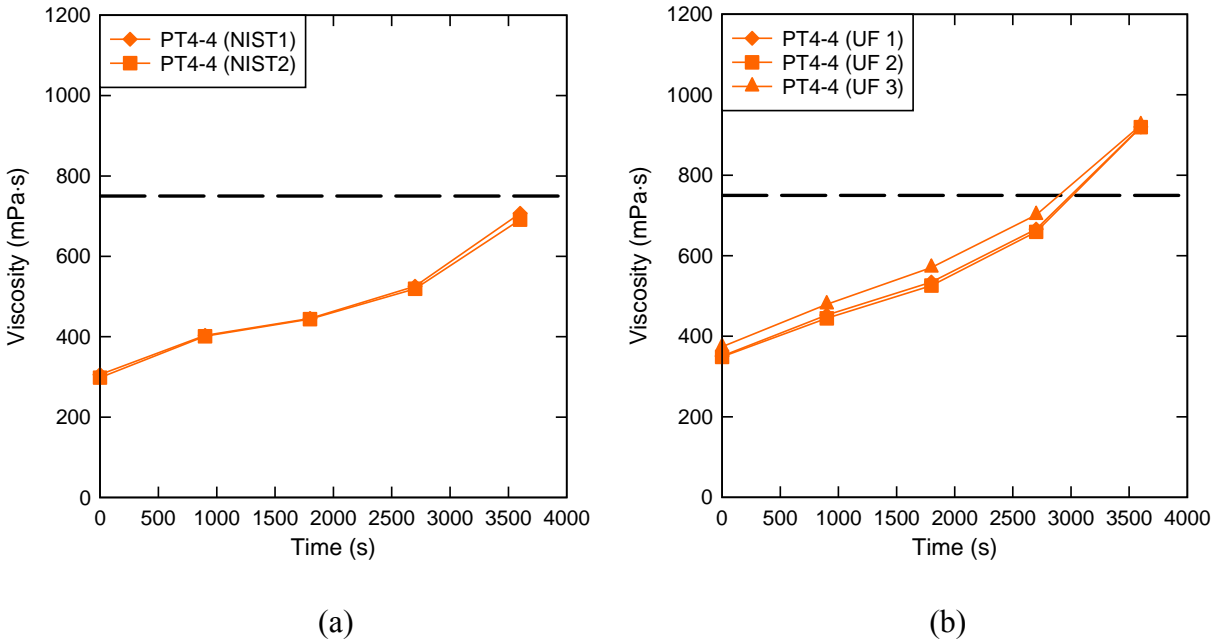 1200
1000
800
600
400
200
0
Viscosity (mPa·s)
PT4-4 (NIST1)
PT4-4 (NIST2)
0 500 1000 1500 2000 2500 3000 3500 4000
Time (s)
(a)
1200
1000
800
600
400
200
0
Viscosity (mPa·s)
PT4-4 (UF 1)
PT4-4 (UF 2)
PT4-4 (UF 3)
0 500 1000 1500 2000 2500 3000 3500 4000
Time (s)
(b)